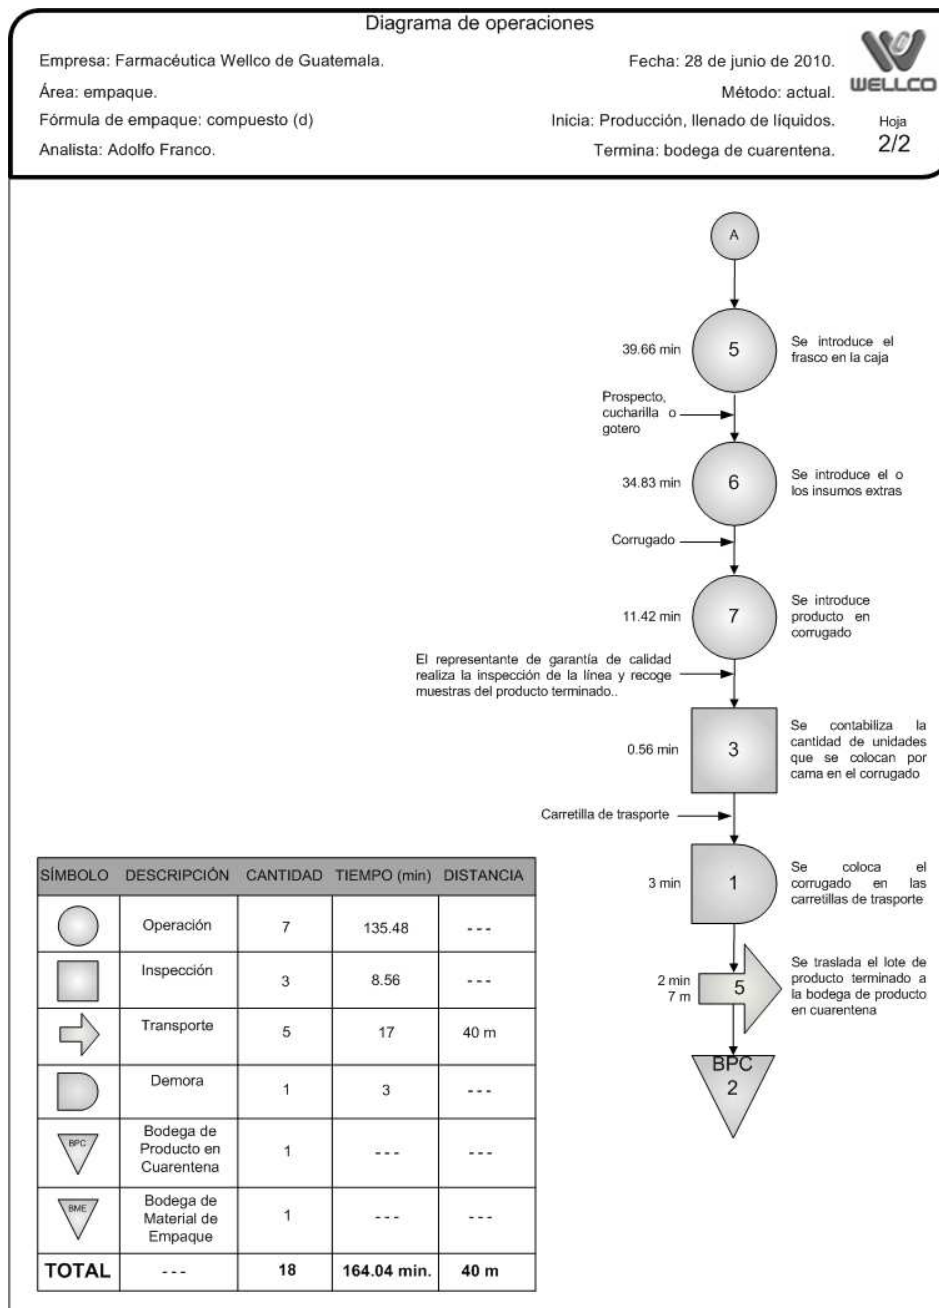 Diagrama de operaciones
Empresa: Farmacéutica Wellco de Guatemala.
Fecha: 28 de junio de 2010.
Área: empaque.
Método: actual.
Fórmula de empaque: compuesto (d)
Inicia: Producción, llenado de líquidos.
Analista: Adolfo Franco.
Termina: bodega de cuarentena.
WELLCO
Hoja
2/2
A
39.66 min
5
Se introduce el
frasco en la caja
Prospecto,
cucharilla o
gotero
34.83 min
6
Se introduce el o
los insumos extras
Corrugado
11.42 min
7
Se introduce
producto en
corrugado
El representante de garantía de calidad
realiza la inspección de la línea y recoge
muestras del producto terminado..
0.56 min
3
Se contabiliza la
cantidad de unidades
que se colocan por
cama en el corrugado
Carretilla de trasporte
3 min
1
Se coloca el
corrugado en las
carretillas de trasporte
2 min
7 m
5
Se traslada el lote de
producto terminado a
la bodega de producto
en cuarentena
BPC
2
SÍMBOLO DESCRIPCIÓN CANTIDAD TIEMPO (min) DISTANCIA
Operación 7 135.48 ---
Inspección 3 8.56 ---
Transporte 5 17 40 m
Demora 1 3 ---
BPC
Bodega de
Producto en
Cuarentena
1 --- ---
BME
Bodega de
Material de
Empaque
1 --- ---
TOTAL --- 18 164.04 min. 40 m